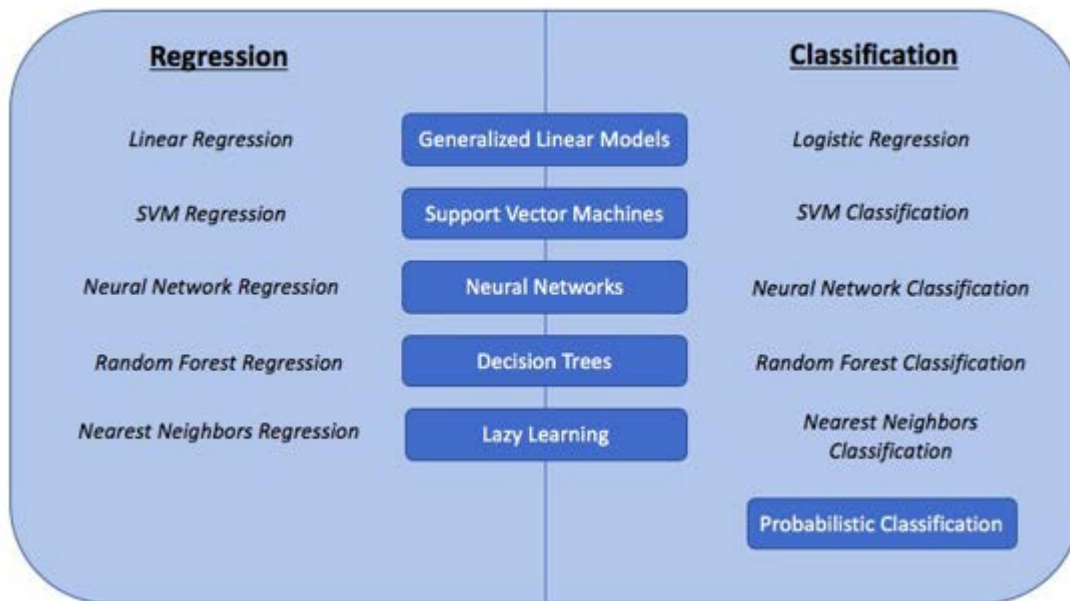 Regression
Classification
Linear Regression
Generalized Linear Models
Logistic Regression
SVM Regression
Support Vector Machines
SVM Classification
Neural Network Regression
Neural Networks
Neural Network Classification
Random Forest Regression
Decision Trees
Random Forest Classification
Nearest Neighbors Regression
Lazy Learning
Nearest Neighbors
Classification
Probabilistic Classification